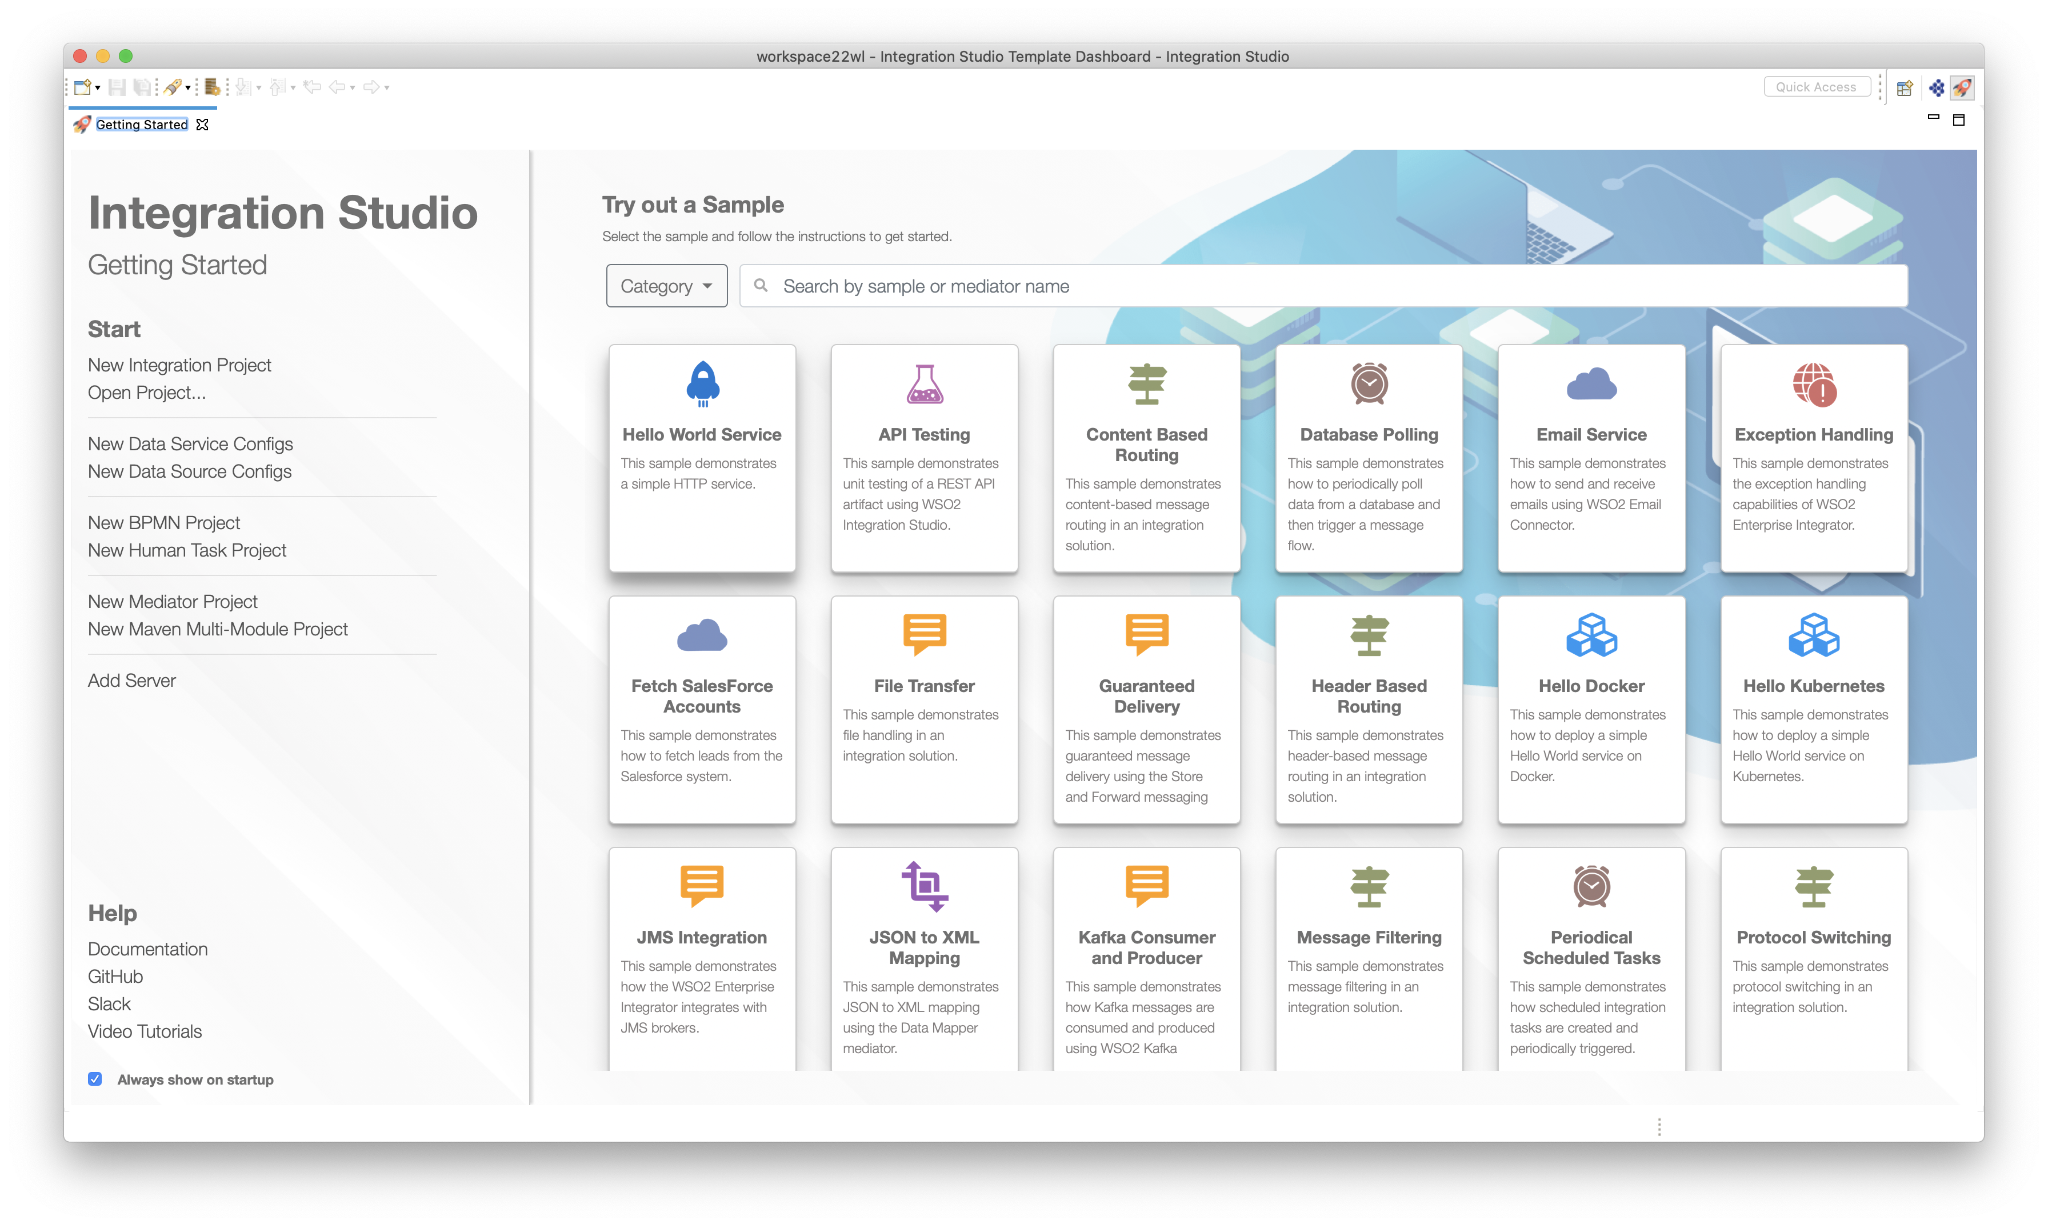 workspace22wl - Integration Studio Template Dashboard - Integration Studio
Quick Access
Getting Started
Integration Studio
Getting Started
Start
New Integration Project
Open Project...
New Data Service Configs
New Data Source Configs
New BPMN Project
New Human Task Project
New Mediator Project
New Maven Multi-Module Project
Add Server
Help
Documentation
GitHub
Slack
Video Tutorials
Always show on startup
Try out a Sample
Select the sample and follow the instructions to get started.
Category
Search by sample or mediator name
Hello World Service
This sample demonstrates
a simple HTTP service.
API Testing
This sample demonstrates
unit testing of a REST API
artifact using WSO2
Integration Studio.
Content Based
Routing
This sample demonstrates
content-based message
routing in an integration
solution.
Database Polling
This sample demonstrates
how to periodically poll
data from a database and
then trigger a message
flow.
Email Service
This sample demonstrates
how to send and receive
emails using WSO2 Email
Connector.
Exception Handling
This sample demonstrates
the exception handling
capabilities of WSO2
Enterprise Integrator.
Fetch SalesForce
Accounts
This sample demonstrates
how to fetch leads from the
Salesforce system.
File Transfer
This sample demonstrates
file handling in an
integration solution.
Guaranteed
Delivery
This sample demonstrates
guaranteed message
delivery using the Store
and Forward messaging
Header Based
Routing
This sample demonstrates
header-based message
routing in an integration
solution.
Hello Docker
This sample demonstrates
how to deploy a simple
Hello World service on
Docker.
Hello Kubernetes
This sample demonstrates
how to deploy a simple
Hello World service on
Kubernetes.
JMS Integration
This sample demonstrates
how the WSO2 Enterprise
Integrator integrates with
JMS brokers.
JSON to XML
Mapping
This sample demonstrates
JSON to XML mapping
using the Data Mapper
mediator.
Kafka Consumer
and Producer
This sample demonstrates
how Kafka messages are
consumed and produced
using WSO2 Kafka
Message Filtering
This sample demonstrates
message filtering in an
integration solution.
Periodical
Scheduled Tasks
This sample demonstrates
how scheduled integration
tasks are created and
periodically triggered.
Protocol Switching
This sample demonstrates
protocol switching in an
integration solution.